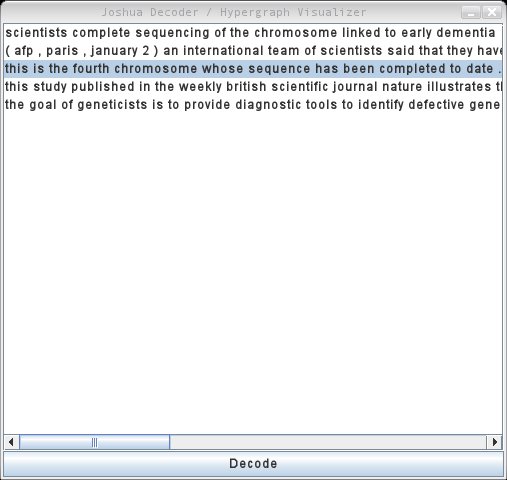 Joshua Decoder / Hypergraph Visualizer
scientists complete sequencing of the chromosome linked to early dementia
( afp , paris , january 2 ) an international team of scientists said that they have
this is the fourth chromosome whose sequence has been completed to date .
this study published in the weekly british scientific journal nature illustrates
the goal of geneticists is to provide diagnostic tools to identify defective gene
Decode